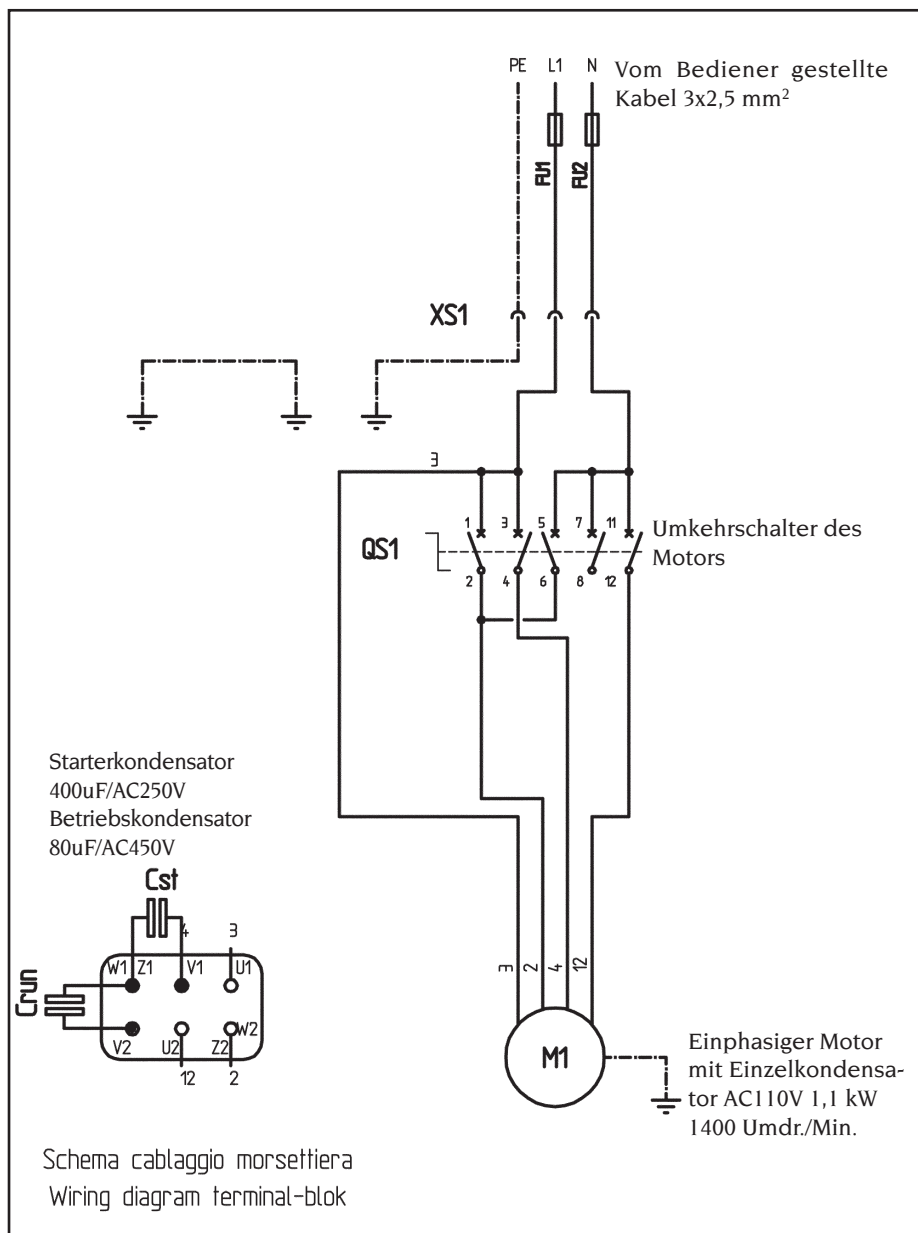 PE L1 N
Vom Bediener gestellte
Kabel 3x2,5 mm²
FU1 FU2
XS1
3
1 3 5 7 11
QS1
2 4 6 8 12
Umkehrschalter des
Motors
Starterkondensator
400uF/AC250V
Betriebskondensator
80uF/AC450V
Cst
4 3
W1 Z1 V1 U1
Crun
W2
V2 U2 Z2
12 2
3 2 4 12
M1
Einphasiger Motor
mit Einzelkondensa-
tor AC110V 1,1 kW
1400 Umdr./Min.
Schema cablaggio morsettiera
Wiring diagram terminal-blok